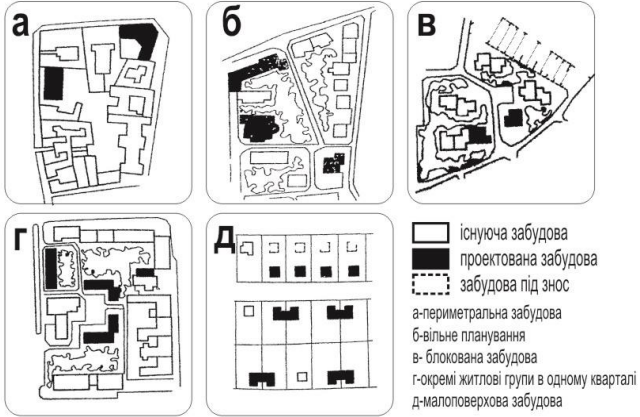 а
б
в
г
д
існуюча забудова
проектована забудова
забудова під знос
а-периметральна забудова
б-вільне планування
в- блокована забудова
г-окремі житлові групи в одному кварталі
д-малоповерхова забудова